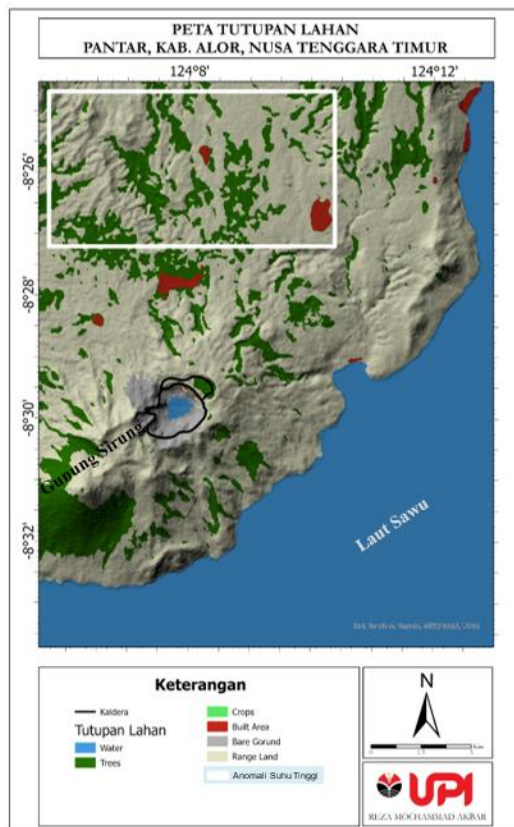 PETA TUTUPAN LAHAN
PANTAR, KAB. ALOR, NUSA TENGGARA TIMUR
124°8'
124°12'
-8°26'
-8°28'
-8°30'
-8°32'
Gunung Sirung
Laut Sawu
Keterangan
Kaldera
Tutupan Lahan
Water
Trees
Crops
Built Area
Bare Gorund
Range Land
Anomali Suhu Tinggi
N
UPI
REZA MOCHAMMAD AKBAR